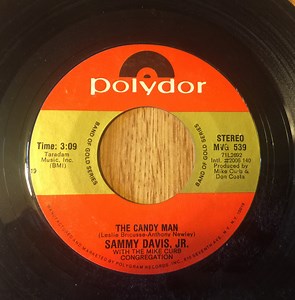 polydor
BAND OF GOLD SERIES
BAND OF GOLD SERIES
Time: 3:09
Taradam
Music, Inc.
(BMI)
STEREO
MVG 539
Produced by
Mike Curb &
Don Costa
THE CANDY MAN
(Leslie Bricusse-Anthony Newley)
SAMMY DAVIS, JR.
WITH THE MIKE CURB
CONGREGATION